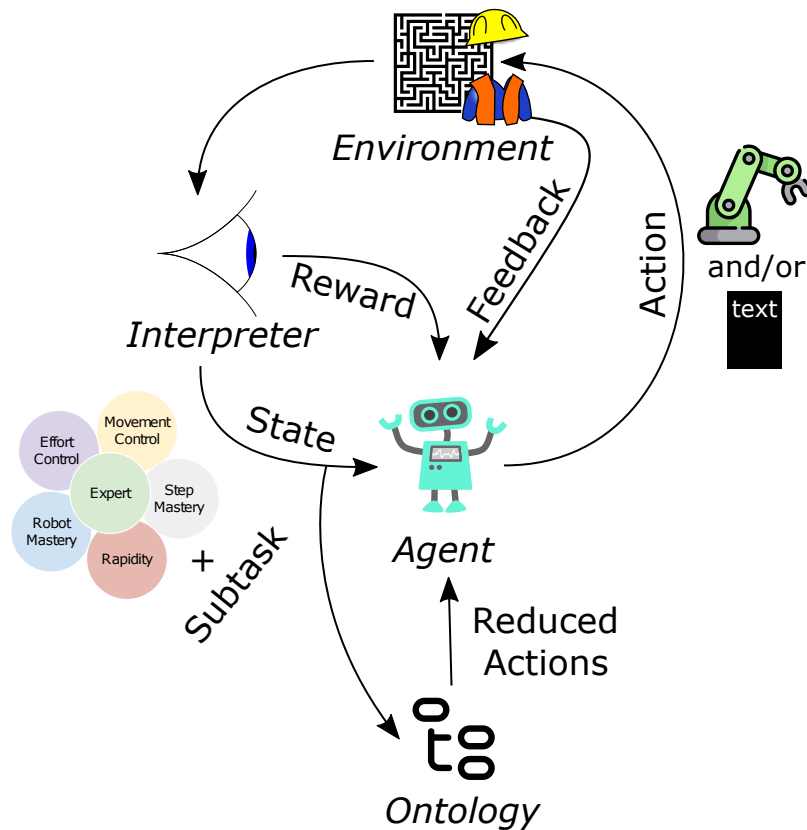 Environment
Feedback
Action
and/or
text
Reward
Interpreter
State
Movement
Control
Effort
Control
Expert
Step
Mastery
Robot
Mastery
Rapidity
+
Subtask
Agent
Reduced
Actions
Ontology